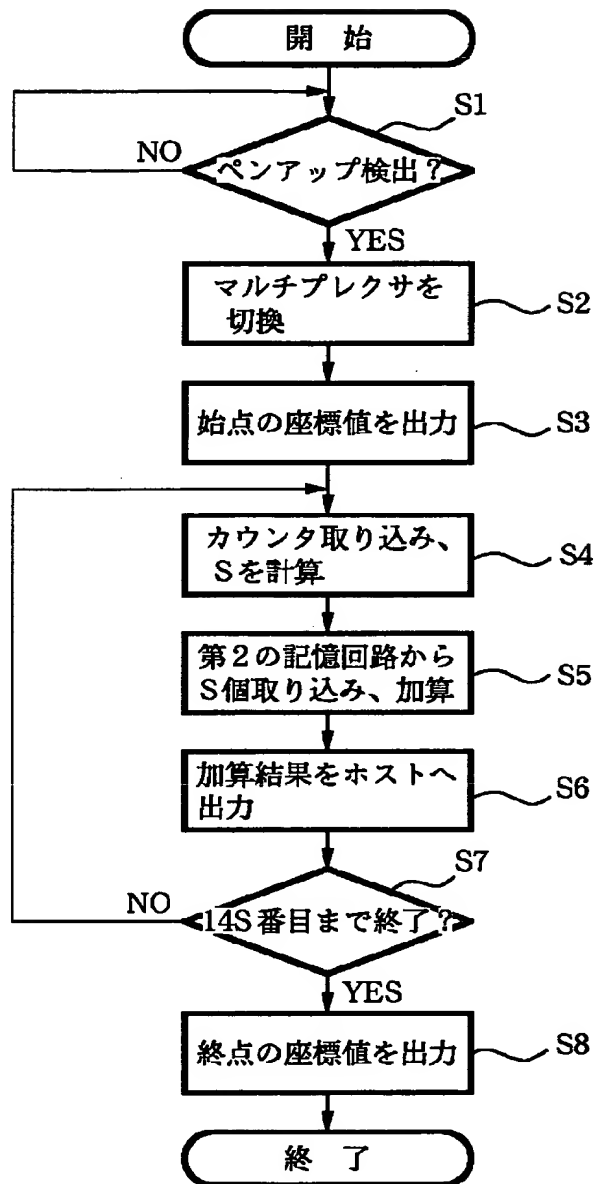 開 始
S1
NO
ペンアップ検出?
YES
マルチプレクサを
切換
S2
始点の座標値を出力
S3
カウンタ取り込み、
Sを計算
S4
第2の記憶回路から
S個取り込み、加算
S5
加算結果をホストへ
出力
S6
S7
NO
14S番目まで終了?
YES
終点の座標値を出力
S8
終 了